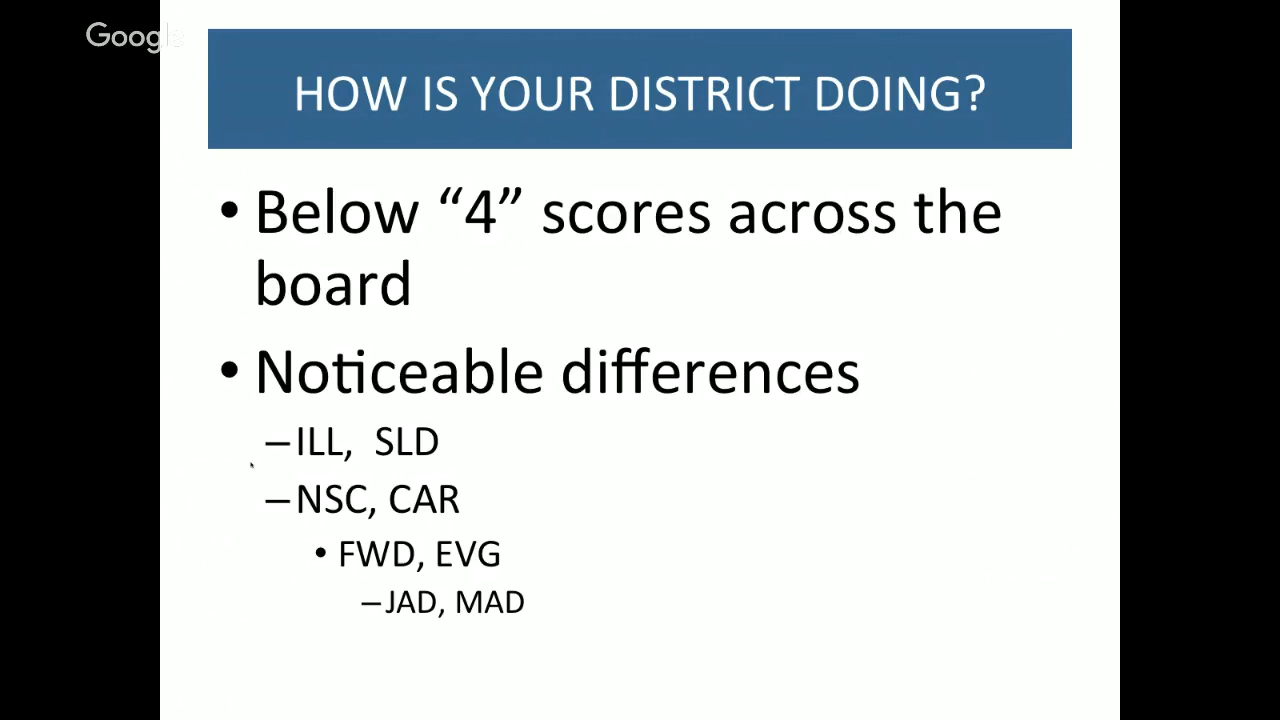 Google
HOW IS YOUR DISTRICT DOING?
• Below “4” scores across the
board
• Noticeable differences
–ILL,  SLD
–NSC, CAR
• FWD, EVG
–JAD, MAD